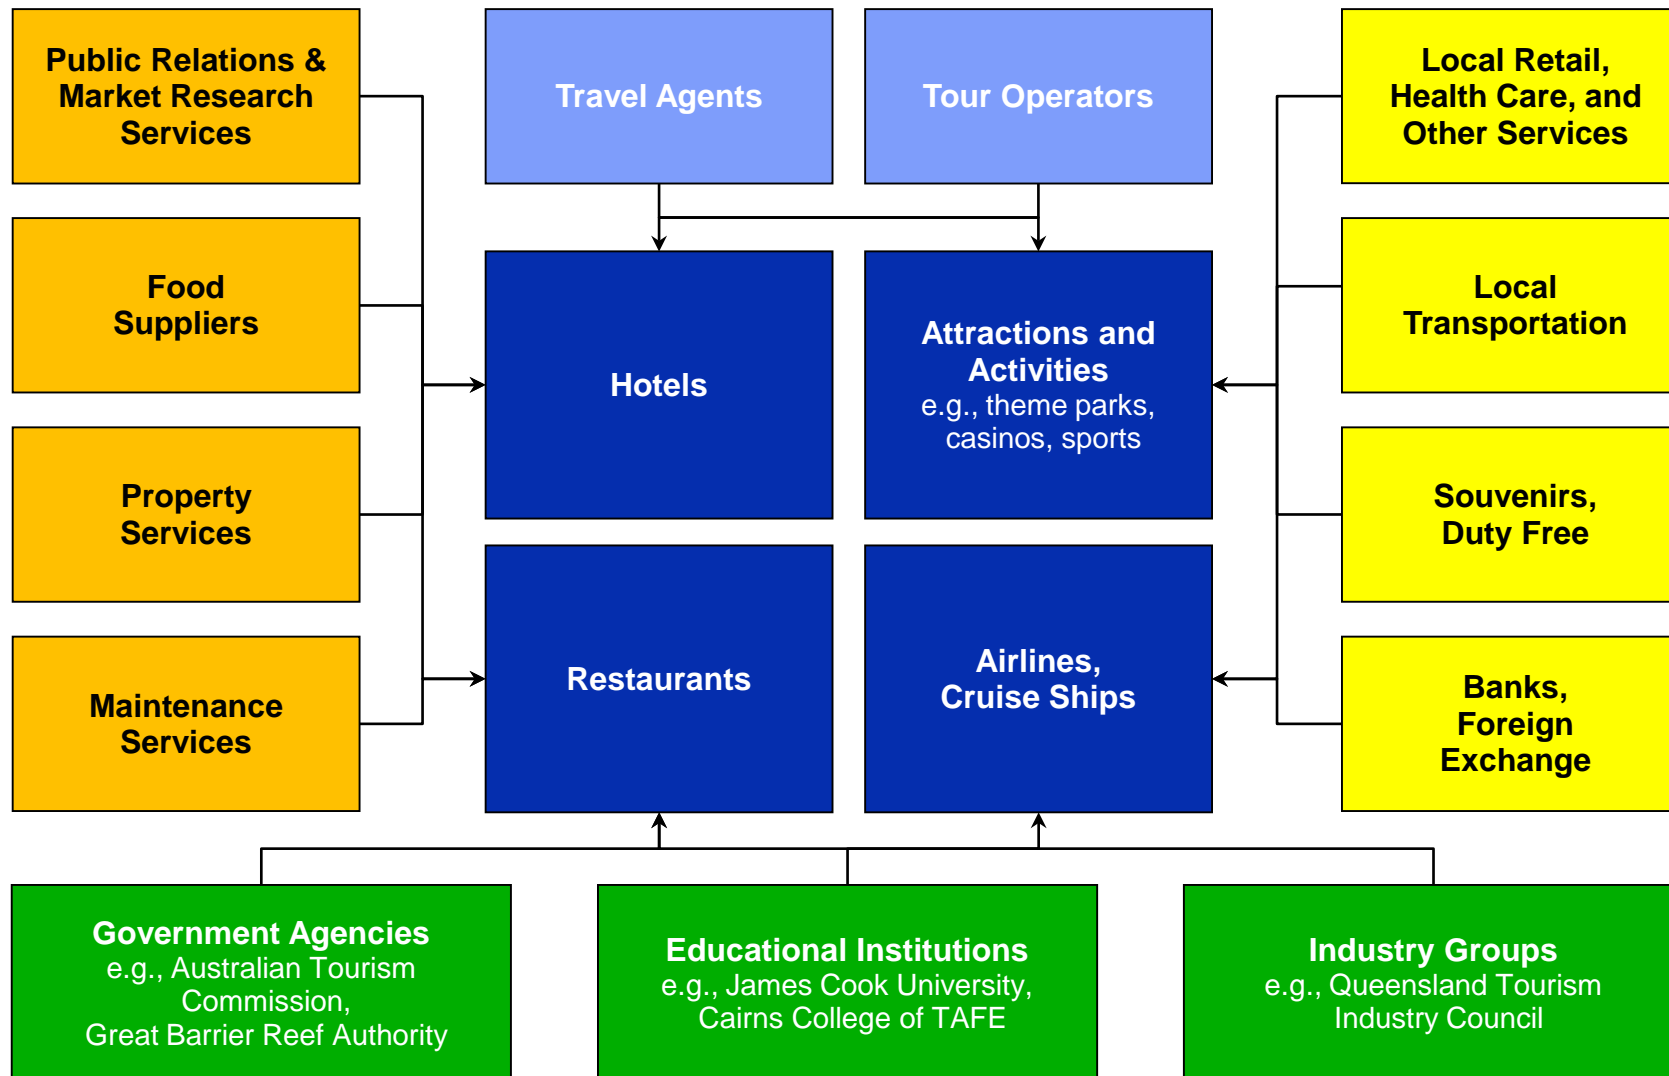 Public Relations &
Market Research
Services
Travel Agents
Tour Operators
Local Retail,
Health Care, and
Other Services
Food
Suppliers
Hotels
Attractions and
Activities
e.g., theme parks,
casinos, sports
Local
Transportation
Property
Services
Souvenirs,
Duty Free
Maintenance
Services
Restaurants
Airlines,
Cruise Ships
Banks,
Foreign
Exchange
Government Agencies
e.g., Australian Tourism
Commission,
Great Barrier Reef Authority
Educational Institutions
e.g., James Cook University,
Cairns College of TAFE
Industry Groups
e.g., Queensland Tourism
Industry Council